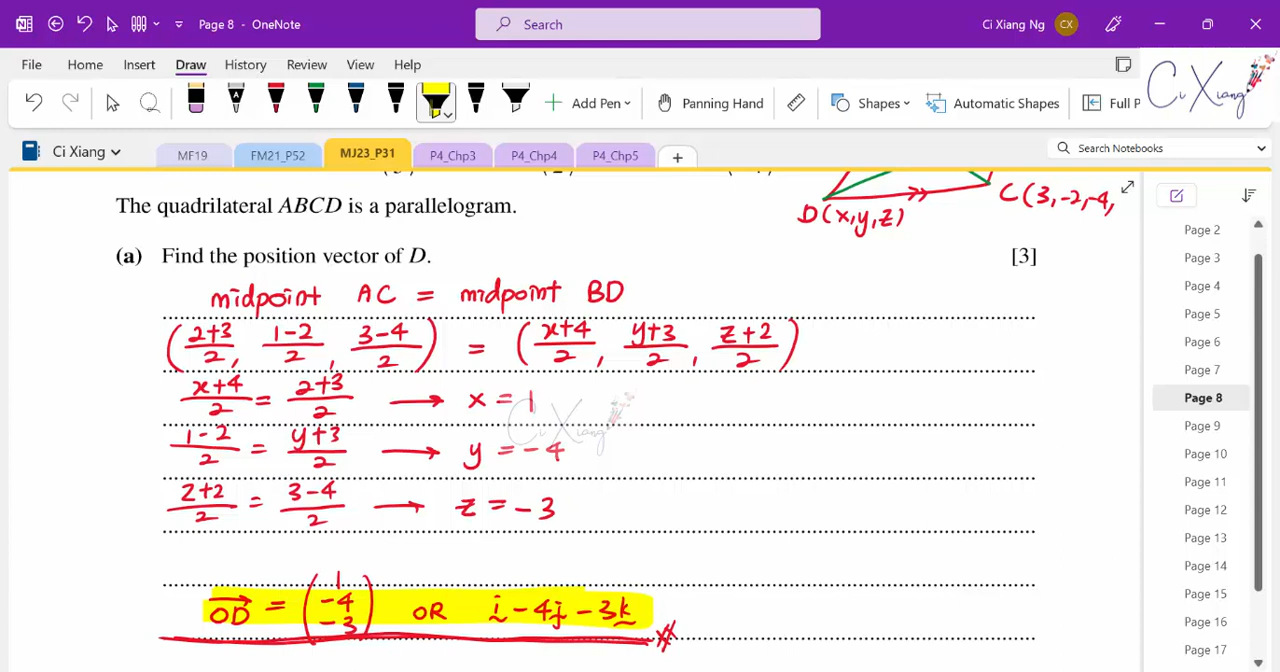 Page 8 - OneNote
Search
Ci Xiang Ng
CX
File Home Insert Draw History Review View Help
Add Pen
Panning Hand
Shapes
Automatic Shapes
Full P
Ci Xiang
Ci Xiang
MF19
FM21_P52
MJ23_P31
P4_Chp3
P4_Chp4
P4_Chp5
+
Search Notebooks
The quadrilateral ABCD is a parallelogram.
D(x,y,z)
C(3,-2,-4,
(a) Find the position vector of D. [3]
midpoint AC = midpoint BD
(2+3/2, 1-2/2, 3-4/2) = (x+4/2, y+3/2, z+2/2)
x+4/2 = 2+3/2 → x = 1
1-2/2 = y+3/2 → y = -4
z+2/2 = 3-4/2 → z = -3
Ci Xiang
OD = (1 -4 -3) OR i - 4j - 3k
Page 2
Page 3
Page 4
Page 5
Page 6
Page 7
Page 8
Page 9
Page 10
Page 11
Page 12
Page 13
Page 14
Page 15
Page 16
Page 17